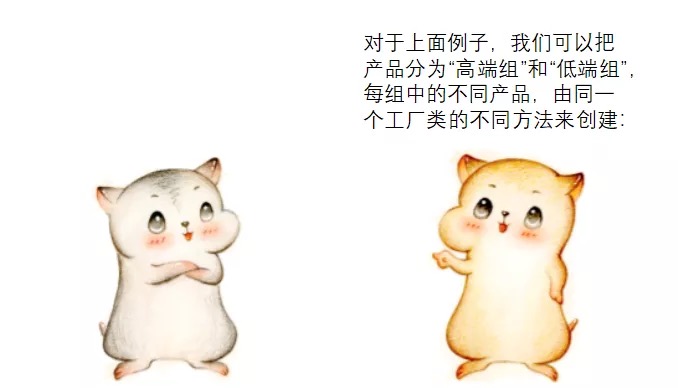 对于上面例子，我们可以把
产品分为“高端组”和“低端组”，
每组中的不同产品，由同一
个工厂类的不同方法来创建：